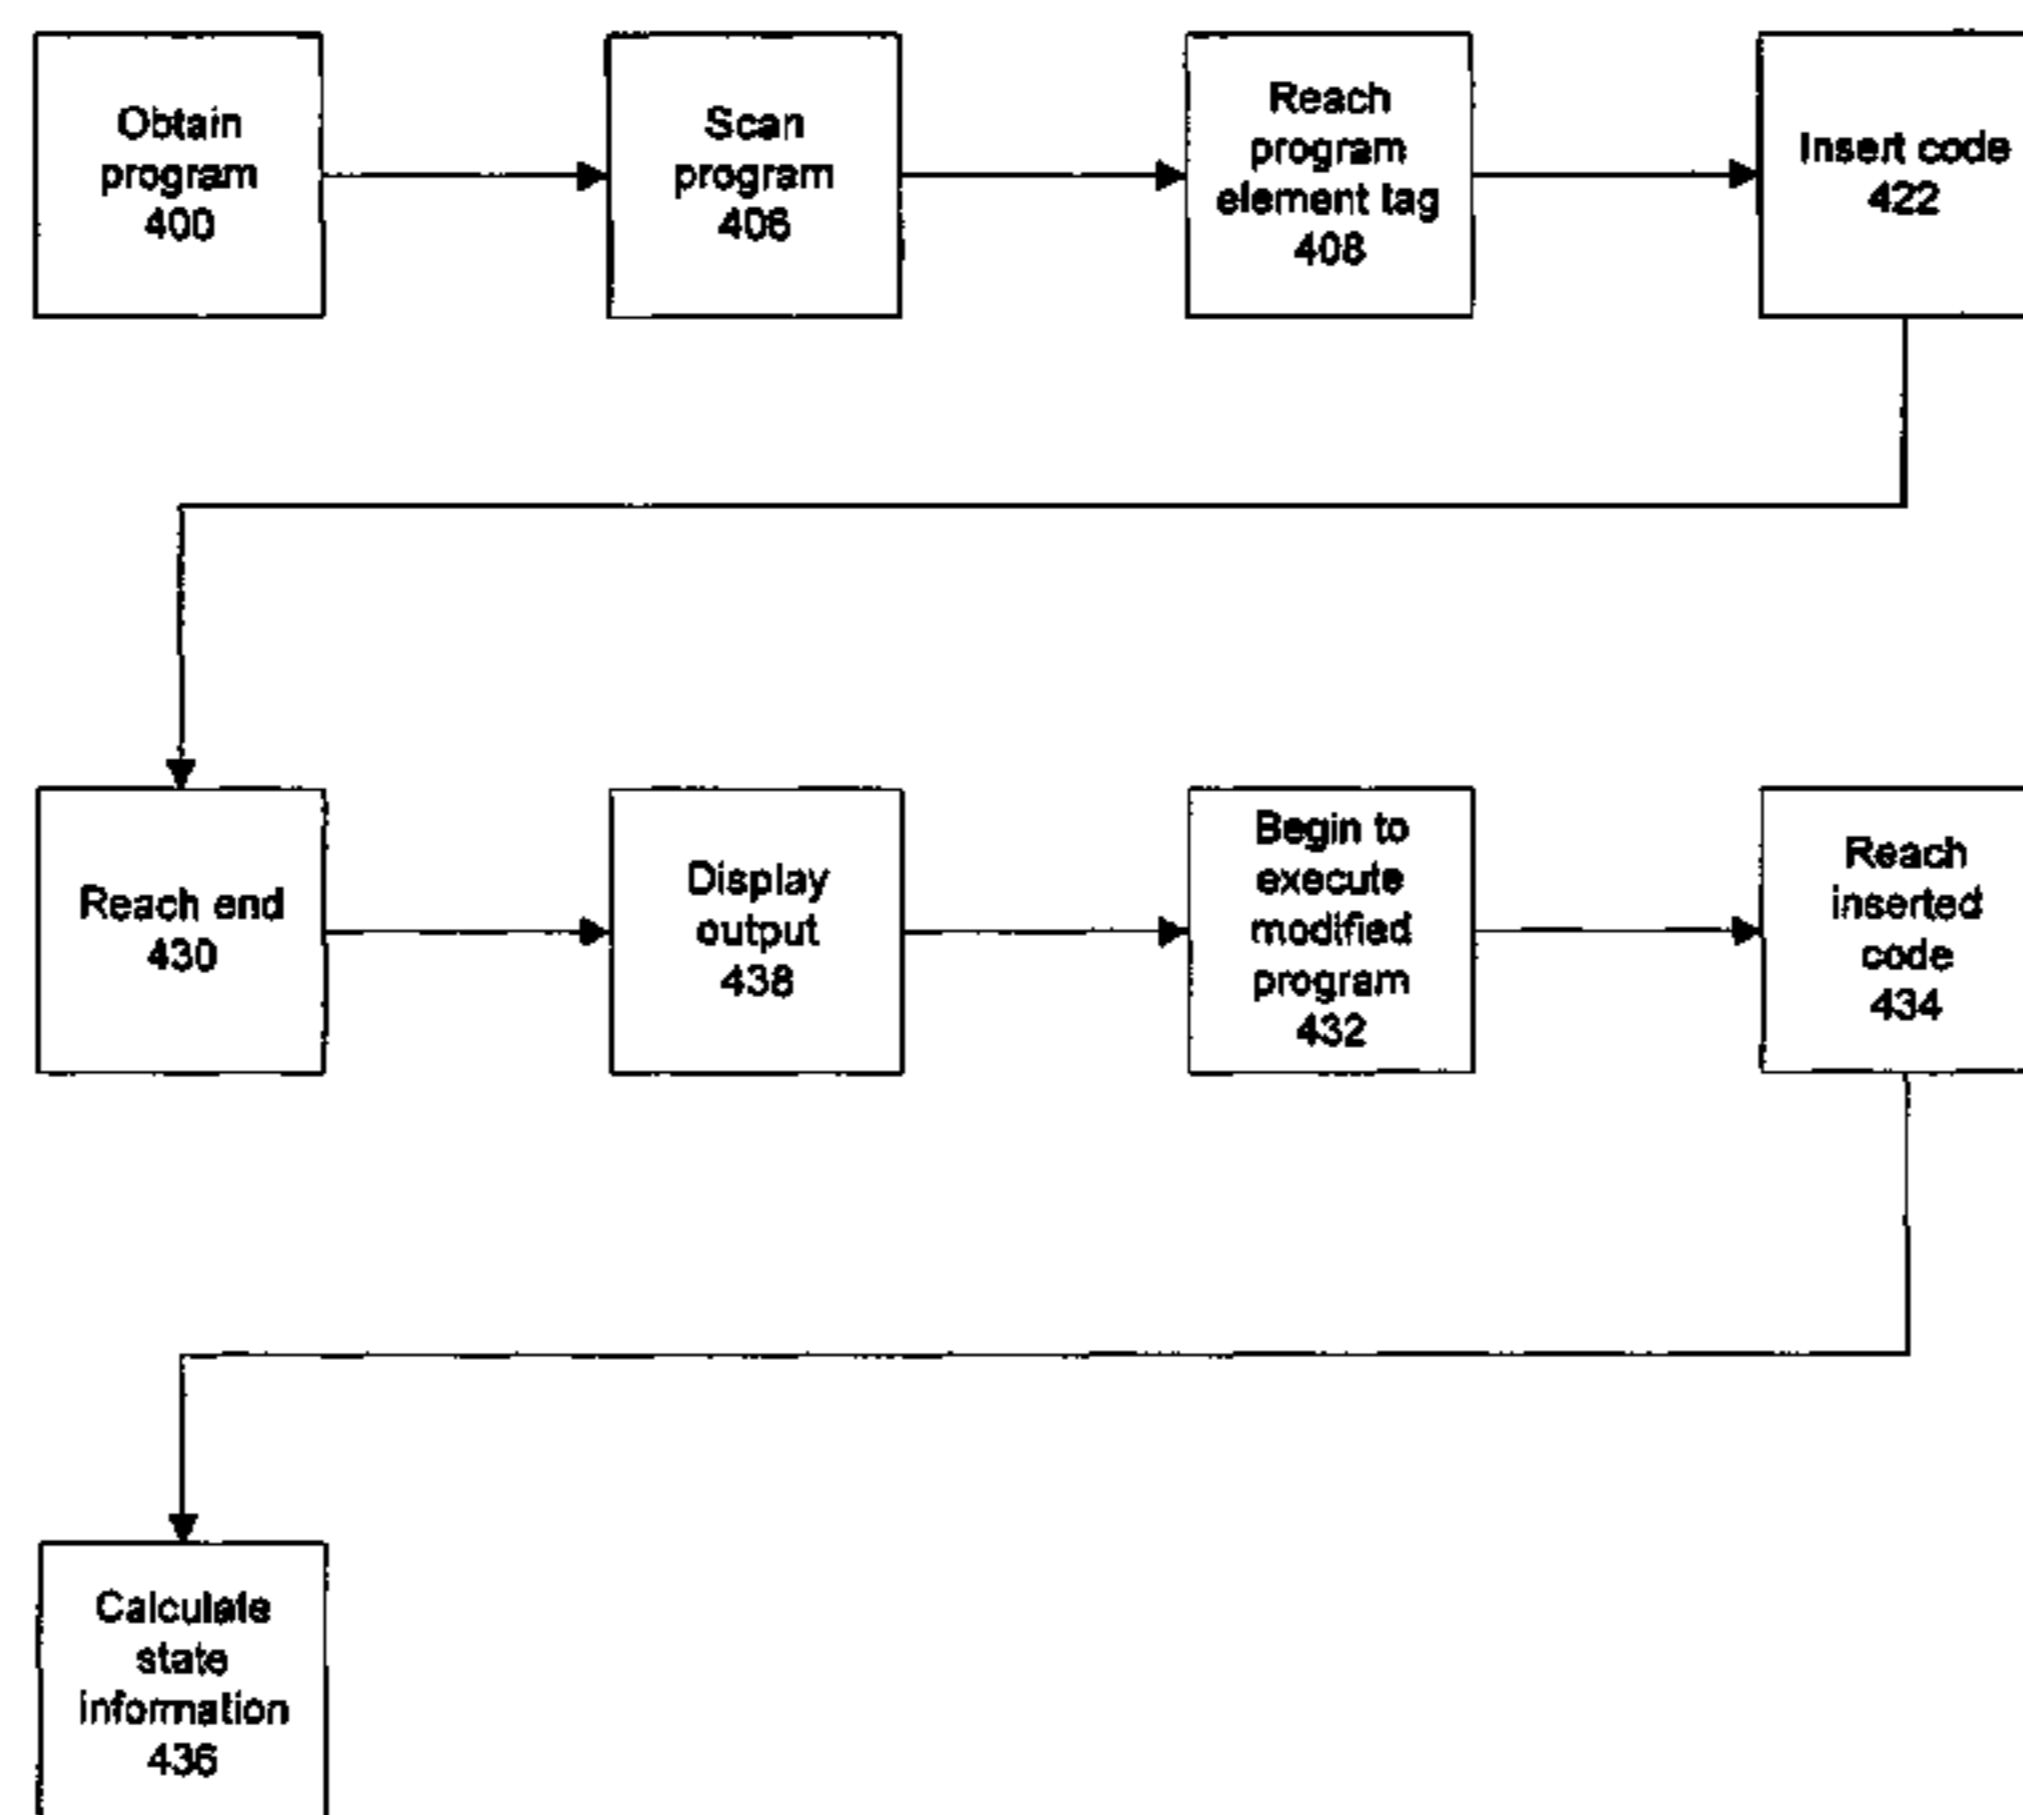 Obtain
program
400
Scan
program
406
Reach
program
element tag
408
Insert code
422
Reach end
430
Display
output
438
Begin to
execute
modified
program
432
Reach
inserted
code
434
Calculate
state
information
436